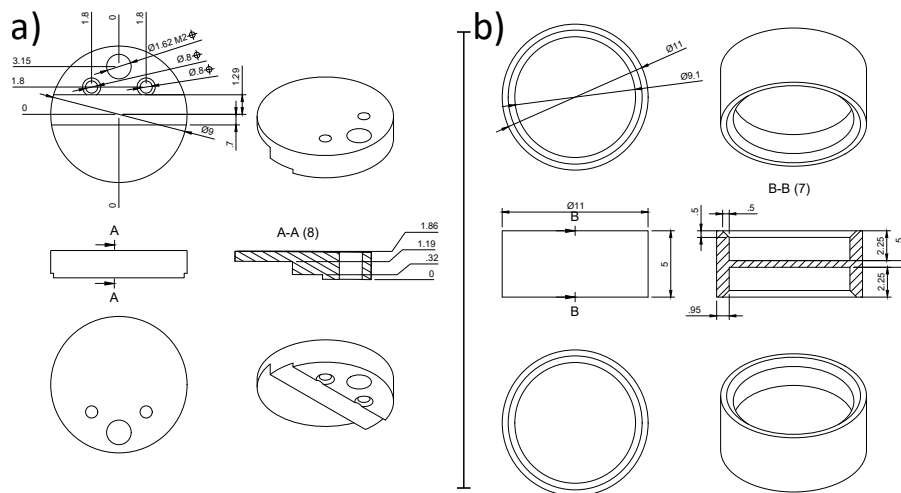 a)
1.8
0
1.8
Ø1.62 M2-⌖
Ø.8-⌖
Ø.8-⌖
3.15
1.8
0
1.29
.7
Ø9
0
A
A
A-A (8)
1.86
1.19
.32
0
b)
Ø11
Ø9.1
B-B (7)
Ø11
B
B
5
.5
.5
2.25
.5
2.25
.95